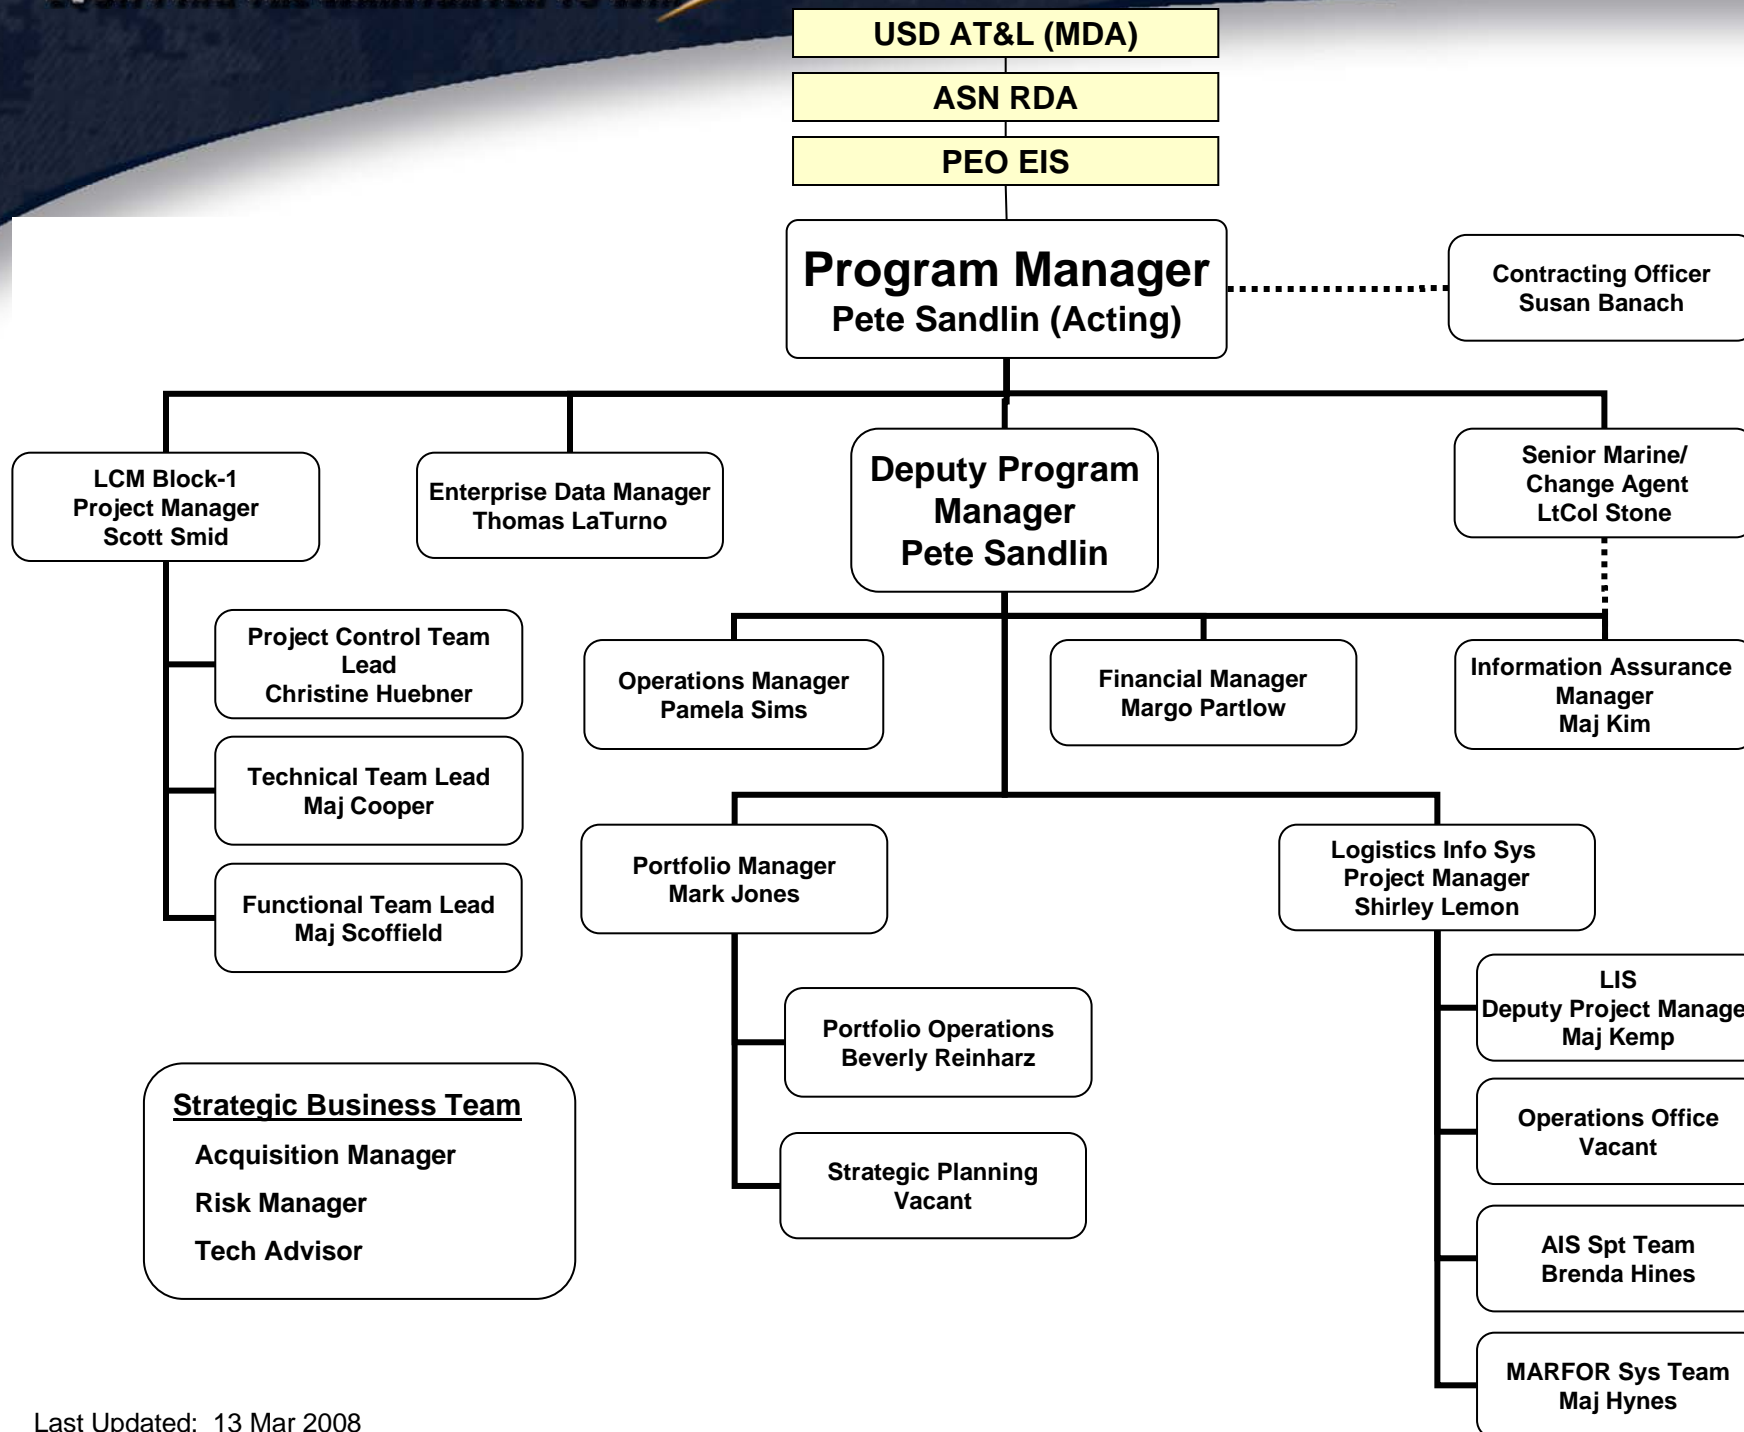 USD AT&L (MDA)
ASN RDA
PEO EIS
Program Manager
Pete Sandlin (Acting)
Contracting Officer
Susan Banach
LCM Block-1
Project Manager
Scott Smid
Enterprise Data Manager
Thomas LaTurno
Deputy Program
Manager
Pete Sandlin
Senior Marine/
Change Agent
LtCol Stone
Project Control Team
Lead
Christine Huebner
Technical Team Lead
Maj Cooper
Functional Team Lead
Maj Scoffield
Operations Manager
Pamela Sims
Financial Manager
Margo Partlow
Information Assurance
Manager
Maj Kim
Portfolio Manager
Mark Jones
Logistics Info Sys
Project Manager
Shirley Lemon
Portfolio Operations
Beverly Reinharz
Strategic Planning
Vacant
LIS
Deputy Project Manage
Maj Kemp
Operations Office
Vacant
AIS Spt Team
Brenda Hines
MARFOR Sys Team
Maj Hynes
Strategic Business Team
Acquisition Manager
Risk Manager
Tech Advisor
Last Updated: 13 Mar 2008